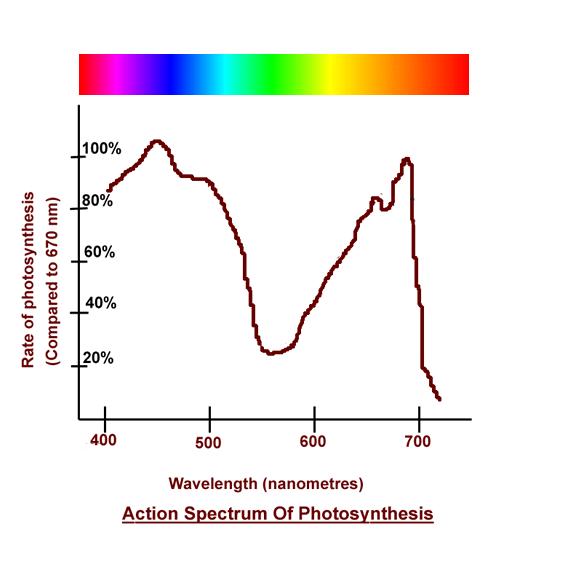 100%
80%
60%
40%
20%
Rate of photosynthesis
(Compared to 670 nm)
400 500 600 700
Wavelength (nanometres)
Action Spectrum Of Photosynthesis